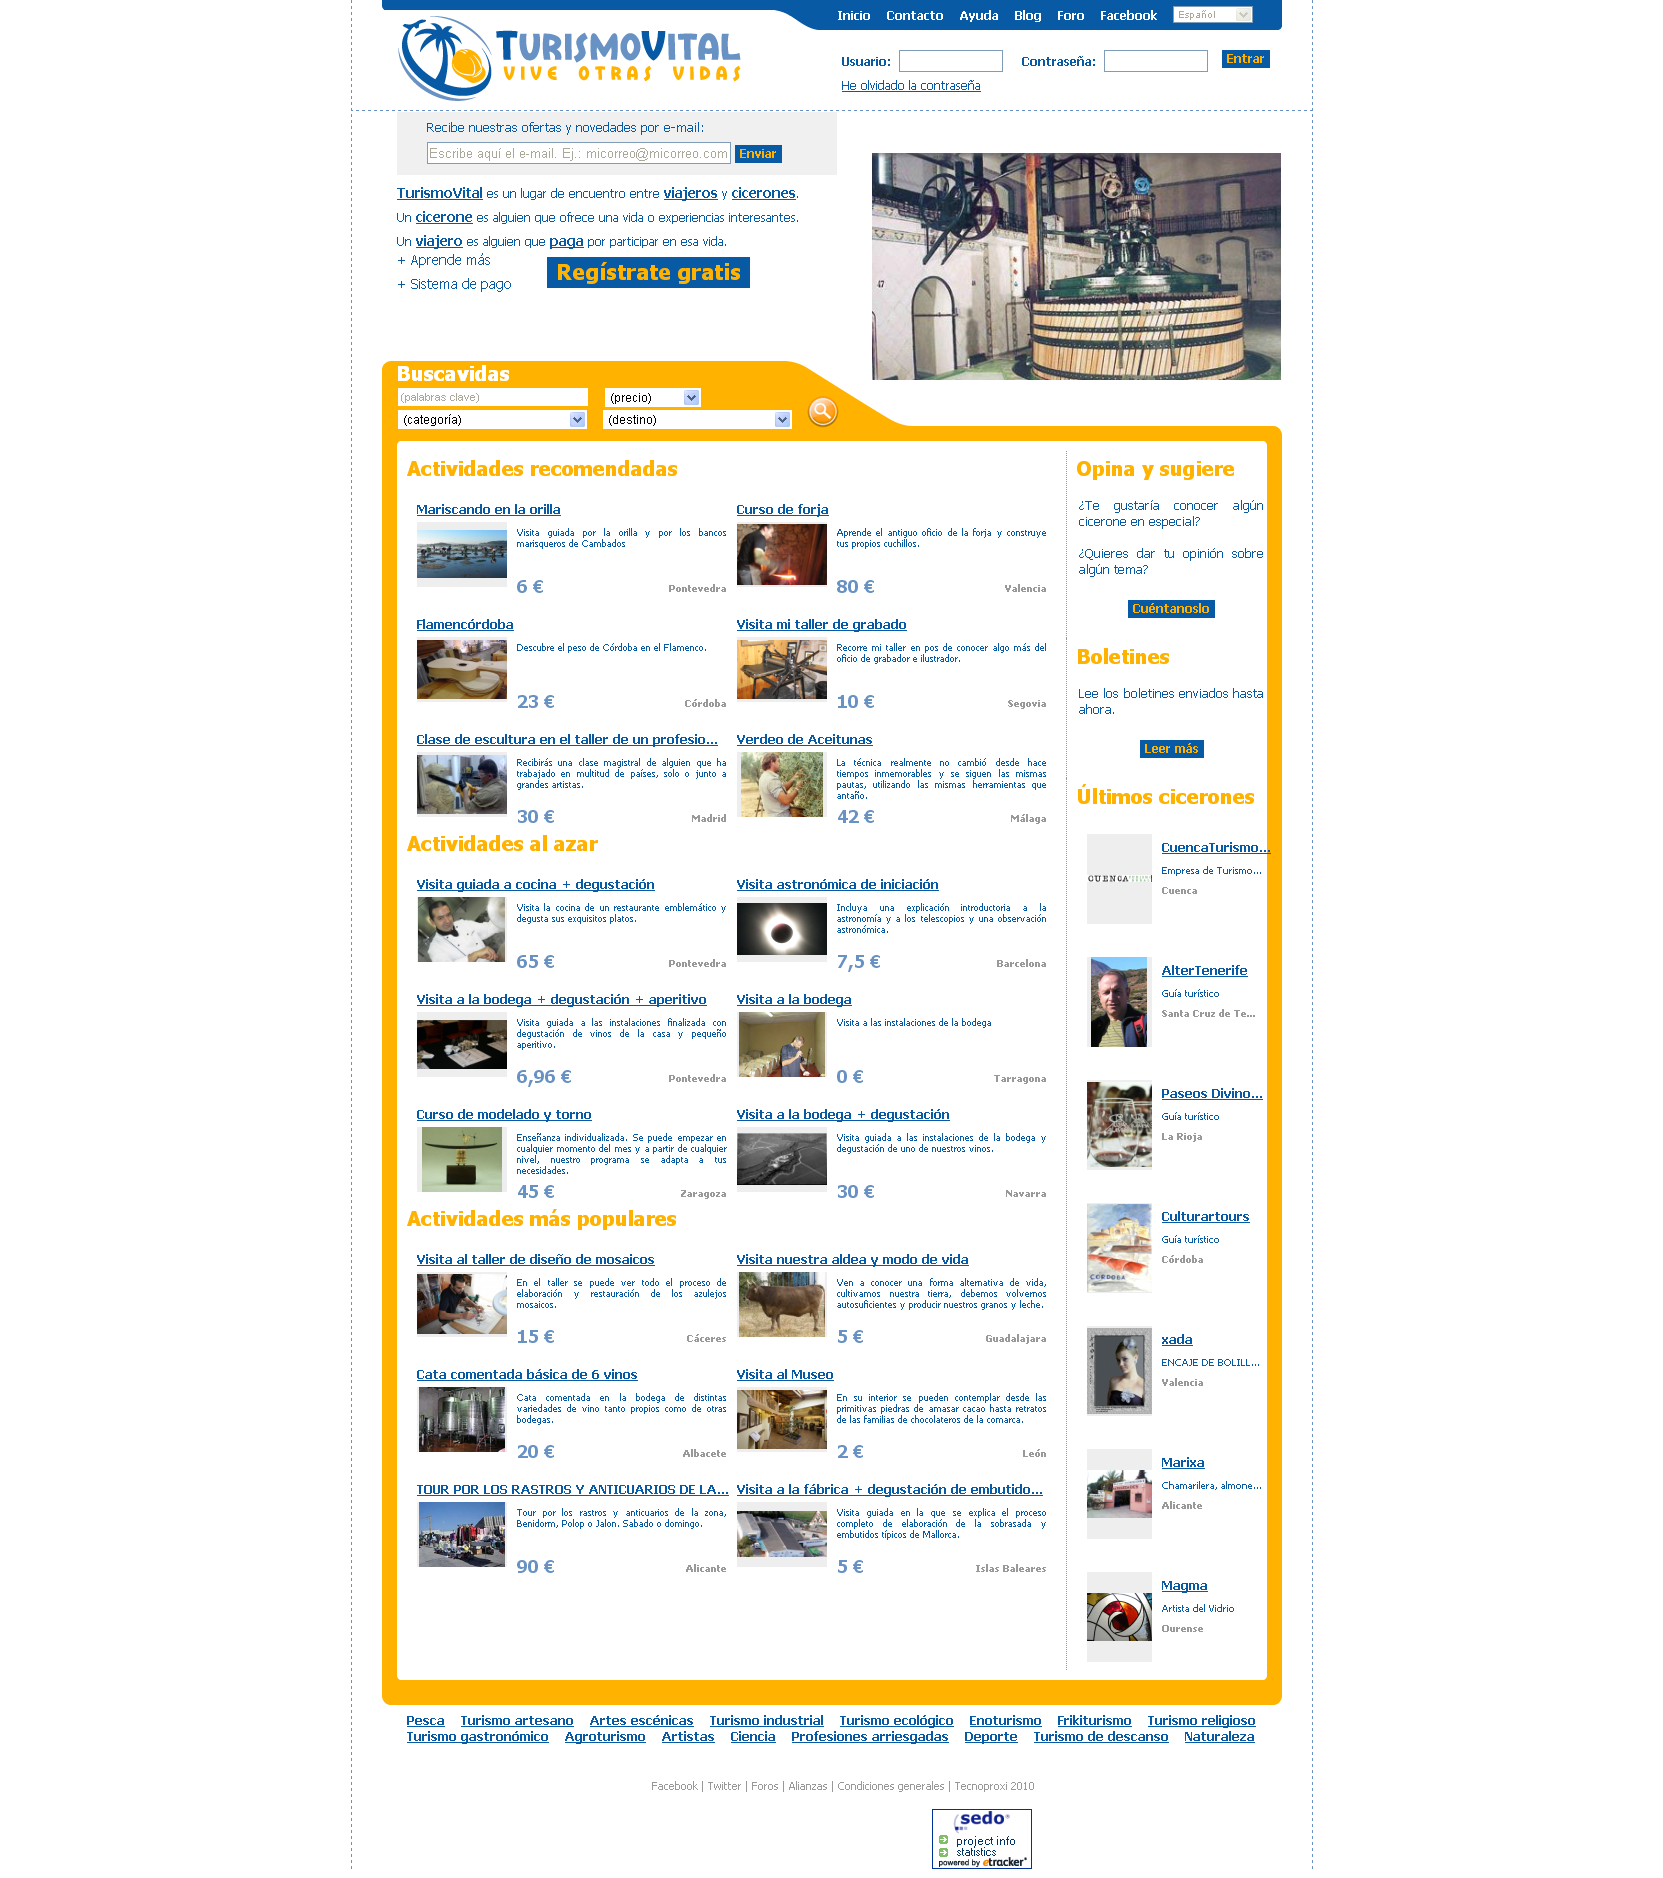 Inicio Contacto Ayuda Blog Foro Facebook Español
TURISMOVITAL
VIVE OTRAS VIDAS
Usuario: Contraseña: Entrar
He olvidado la contraseña
Recibe nuestras ofertas y novedades por e-mail:
Escribe aquí el e-mail. Ej.: micorreo@micorreo.com Enviar
TurismoVital es un lugar de encuentro entre viajeros y cicerones.
Un cicerone es alguien que ofrece una vida o experiencias interesantes.
Un viajero es alguien que paga por participar en esa vida.
+ Aprende más
+ Sistema de pago
Regístrate gratis
47
Buscavidas
(palabras clave) (precio)
(categoría) (destino)
Actividades recomendadas
Mariscando en la orilla
Visita guiada por la orilla y por los bancos
marisqueros de Cambados
6 € Pontevedra
Curso de forja
Aprende el antiguo oficio de la forja y construye
tus propios cuchillos.
80 € Valencia
Flamencórdoba
Descubre el peso de Córdoba en el Flamenco.
23 € Córdoba
Visita mi taller de grabado
Recorre mi taller en pos de conocer algo más del
oficio de grabador e ilustrador.
10 € Segovia
Clase de escultura en el taller de un profesio...
Recibirás una clase magistral de alguien que ha
trabajado en multitud de países, solo o junto a
grandes artistas.
30 € Madrid
Verdeo de Aceitunas
La técnica realmente no cambió desde hace
tiempos inmemorables y se siguen las mismas
pautas, utilizando las mismas herramientas que
antaño.
42 € Málaga
Actividades al azar
Visita guiada a cocina + degustación
Visita la cocina de un restaurante emblemático y
degusta sus exquisitos platos.
65 € Pontevedra
Visita astronómica de iniciación
Incluya una explicación introductoria a la
astronomía y a los telescopios y una observación
astronómica.
7,5 € Barcelona
Visita a la bodega + degustación + aperitivo
Visita guiada a las instalaciones finalizada con
degustación de vinos de la casa y pequeño
aperitivo.
6,96 € Pontevedra
Visita a la bodega
Visita a las instalaciones de la bodega
0 € Tarragona
Curso de modelado y torno
Enseñanza individualizada. Se puede empezar en
cualquier momento del mes y a partir de cualquier
nivel, nuestro programa se adapta a tus
necesidades.
45 € Zaragoza
Visita a la bodega + degustación
Visita guiada a las instalaciones de la bodega y
degustación de uno de nuestros vinos.
30 € Navarra
Actividades más populares
Visita al taller de diseño de mosaicos
En el taller se puede ver todo el proceso de
elaboración y restauración de los azulejos
mosaicos.
15 € Cáceres
Visita nuestra aldea y modo de vida
Ven a conocer una forma alternativa de vida,
cultivamos nuestra tierra, debemos volvernos
autosuficientes y producir nuestros granos y leche.
5 € Guadalajara
Cata comentada básica de 6 vinos
Cata comentada en la bodega de distintas
variedades de vino tanto propios como de otras
bodegas.
20 € Albacete
Visita al Museo
En su interior se pueden contemplar desde las
primitivas piedras de amasar cacao hasta retratos
de las familias de chocolateros de la comarca.
2 € León
TOUR POR LOS RASTROS Y ANTICUARIOS DE LA...
Tour por los rastros y anticuarios de la zona,
Benidorm, Polop o Jalon. Sabado o domingo.
90 € Alicante
Visita a la fábrica + degustación de embutido...
Visita guiada en la que se explica el proceso
completo de elaboración de la sobrasada y
embutidos típicos de Mallorca.
5 € Islas Baleares
Opina y sugiere
¿Te gustaría conocer algún
cicerone en especial?
¿Quieres dar tu opinión sobre
algún tema?
Cuéntanoslo
Boletines
Lee los boletines enviados hasta
ahora.
Leer más
Últimos cicerones
CUENCA
CuencaTurismo...
Empresa de Turismo...
Cuenca
AlterTenerife
Guía turístico
Santa Cruz de Te...
Paseos Divino...
Guía turístico
La Rioja
CORDOBA
Culturartours
Guía turístico
Córdoba
xada
ENCAJE DE BOLILL...
Valencia
Marixa
Chamarilera, almone...
Alicante
Magma
Artista del Vidrio
Ourense
Pesca Turismo artesano Artes escénicas Turismo industrial Turismo ecológico Enoturismo Frikiturismo Turismo religioso
Turismo gastronómico Agroturismo Artistas Ciencia Profesiones arriesgadas Deporte Turismo de descanso Naturaleza
Facebook | Twitter | Foros | Alianzas | Condiciones generales | Tecnoproxi 2010
sedo
project info
statistics
powered by etracker